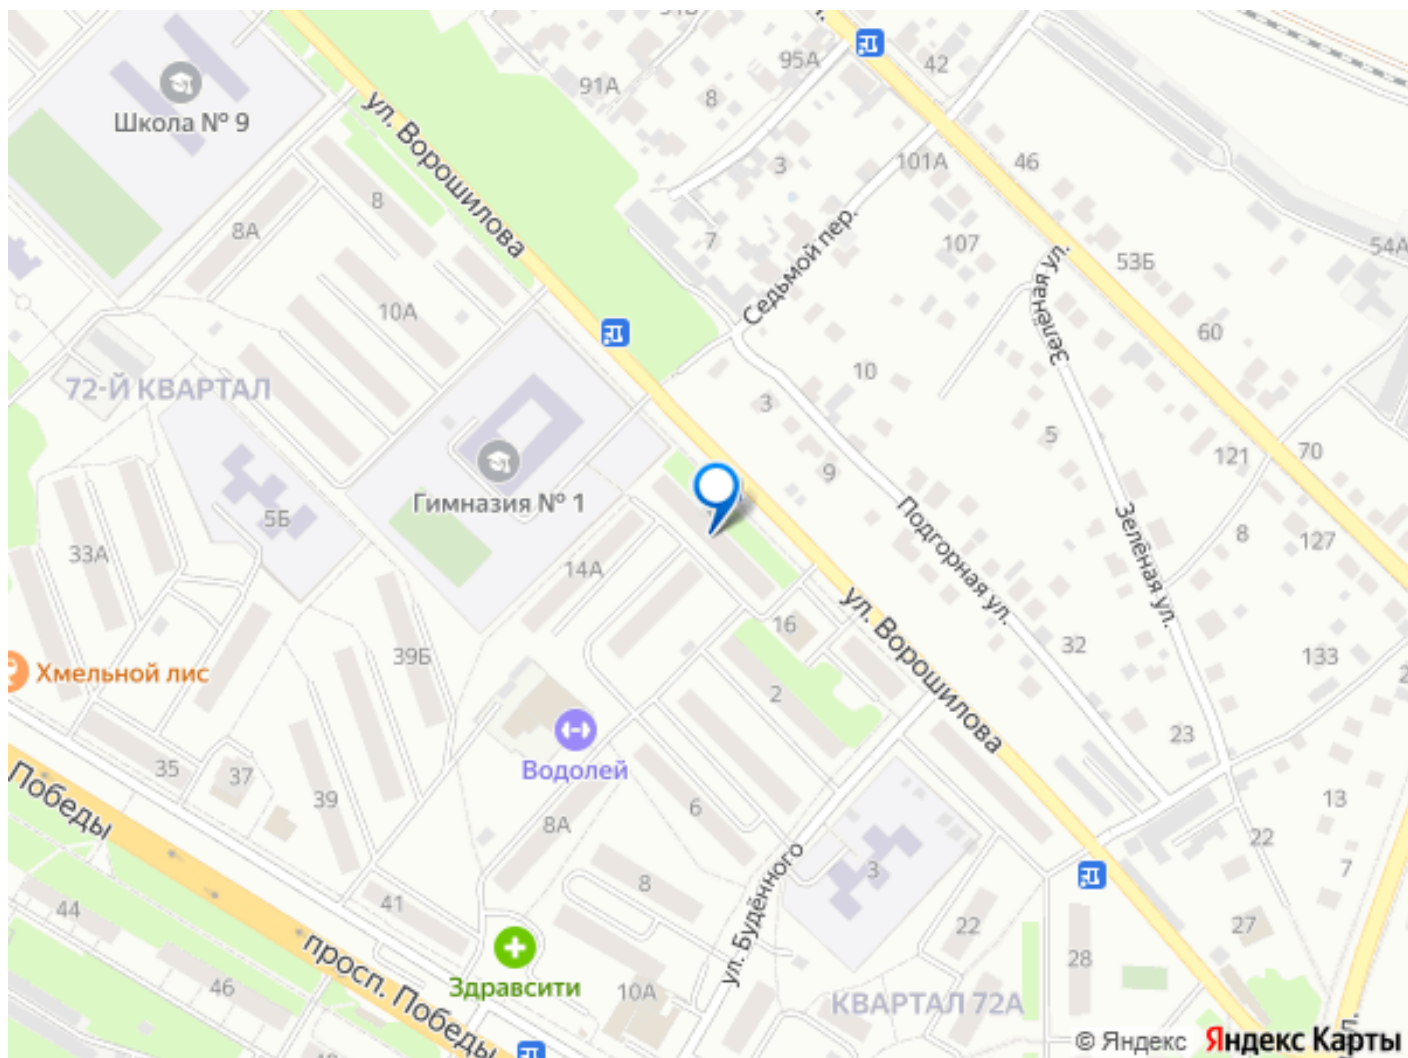 95А
42
91А
8
Школа № 9
ул. Ворошилова
3
101А
46
8
8А
7
Седьмой пер.
107
53Б
54А
Зелёная ул.
10А
60
72-Й КВАРТАЛ
10
3
5
70
121
9
Гимназия № 1
5Б
33А
14А
Подгорная ул.
Зелёная ул.
8
127
ул. Ворошилова
16
39Б
32
133
Хмельной лис
2
23
35
37
Водолей
39
6
13
Победы
8А
22
ул. Будённого
3
7
8
41
44
22
27
просп. Победы
Здравсити
28
46
10А
КВАРТАЛ 72А
© Яндекс Яндекс Карты